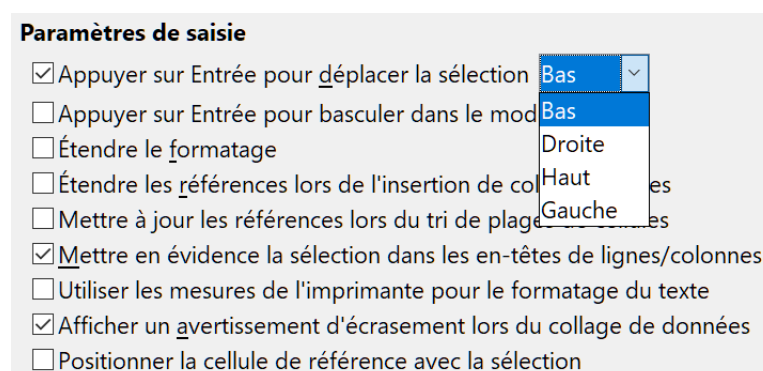 Paramètres de saisie
Appuyer sur Entrée pour déplacer la sélection Bas
Appuyer sur Entrée pour basculer dans le mod
Bas
Étendre le formatage
Droite
Étendre les références lors de l'insertion de col
Haut
es
Mettre à jour les références lors du tri de plag
Gauche
Mettre en évidence la sélection dans les en-têtes de lignes/colonnes
Utiliser les mesures de l'imprimante pour le formatage du texte
Afficher un avertissement d'écrasement lors du collage de données
Positionner la cellule de référence avec la sélection